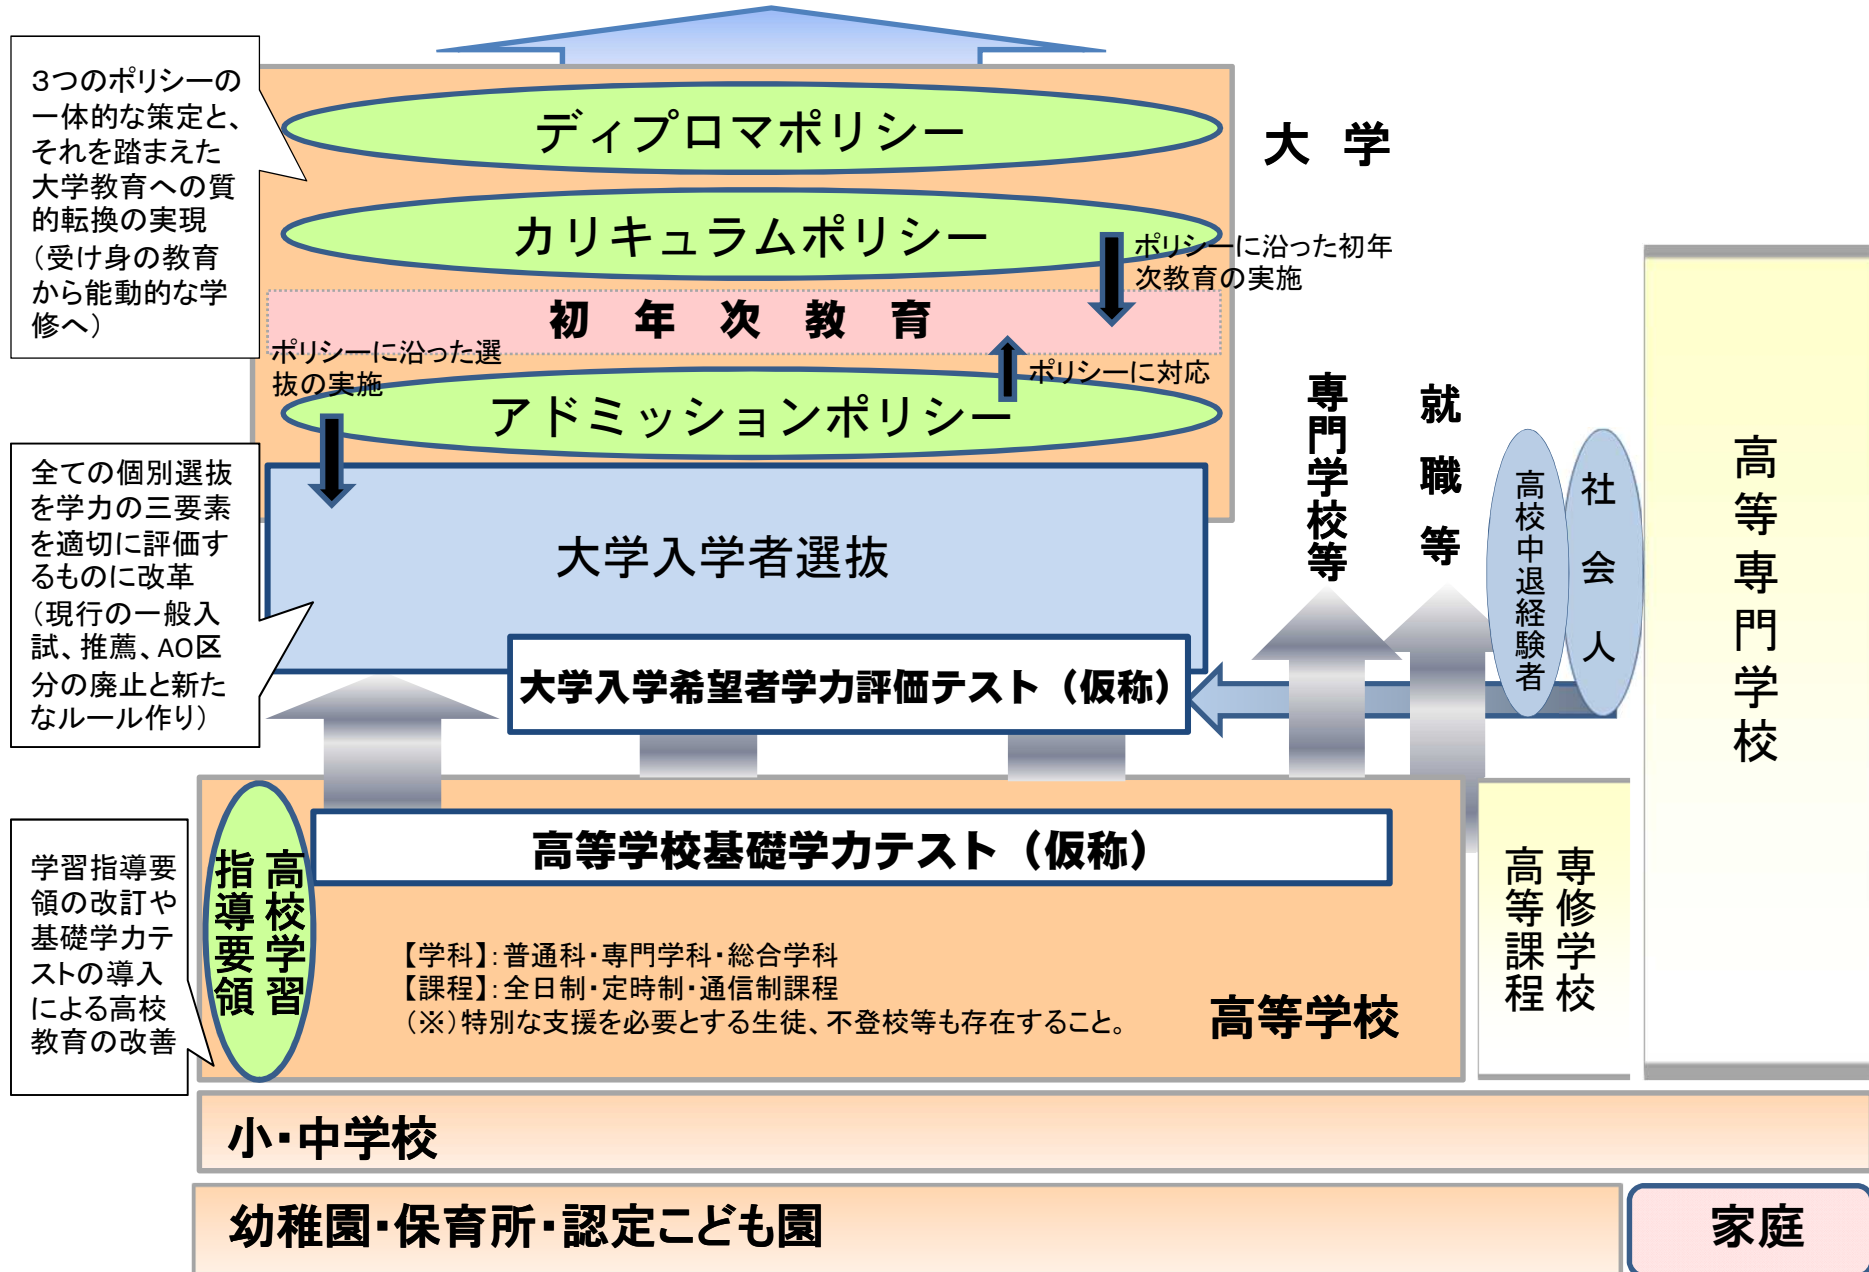 3つのポリシーの
一体的な策定と、
それを踏まえた
大学教育への質
的転換の実現
（受け身の教育
から能動的な学
修へ）
ディプロマポリシー
大　学
カリキュラムポリシー
ポリシーに沿った初年
次教育の実施
初　年　次　教　育
ポリシーに沿った選
抜の実施
ポリシーに対応
アドミッションポリシー
全ての個別選抜
を学力の三要素
を適切に評価す
るものに改革
（現行の一般入
試、推薦、AO区
分の廃止と新た
なルール作り）
大学入学者選抜
大学入学希望者学力評価テスト（仮称）
専門学校等
就職等
高校中退経験者
社会人
高等専門学校
学習指導要
領の改訂や
基礎学力テ
ストの導入
による高校
教育の改善
高校学習
指導要領
高等学校基礎学力テスト（仮称）
【学科】：普通科・専門学科・総合学科
【課程】：全日制・定時制・通信制課程
（※）特別な支援を必要とする生徒、不登校等も存在すること。
高等学校
専修学校
高等課程
小・中学校
幼稚園・保育所・認定こども園
家庭